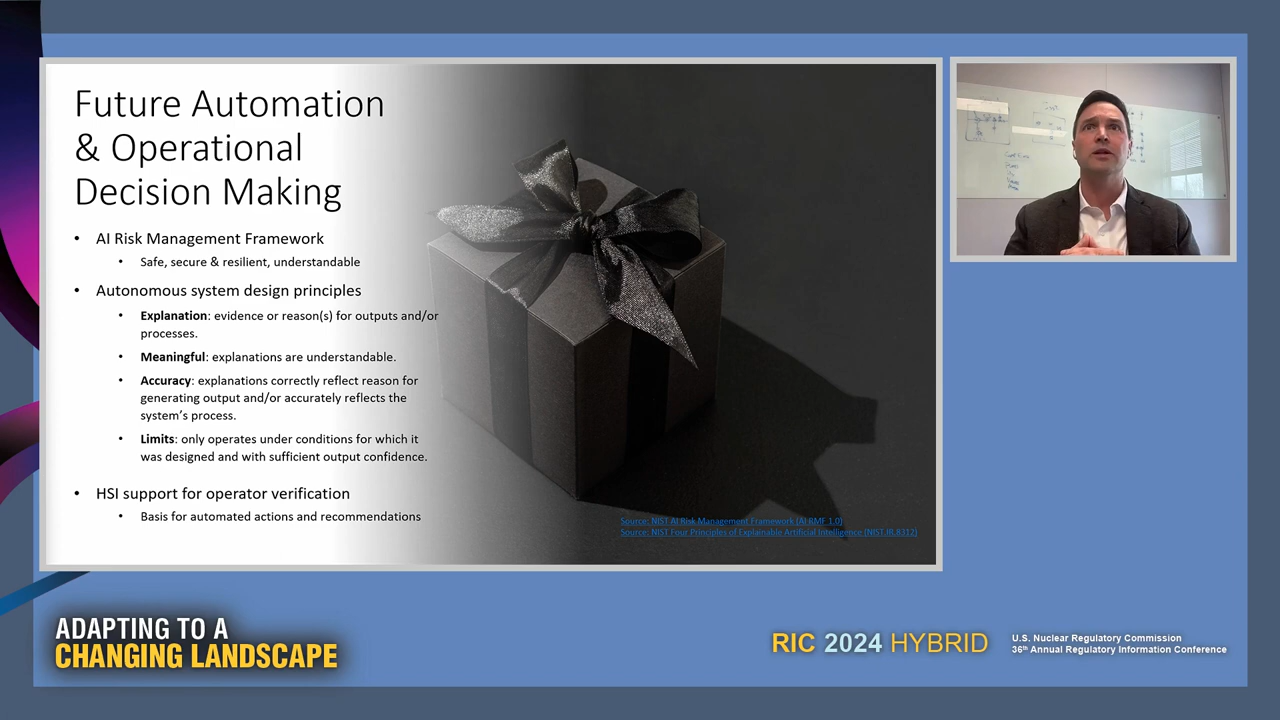 Future Automation
& Operational
Decision Making
• AI Risk Management Framework
• Safe, secure & resilient, understandable
• Autonomous system design principles
• Explanation: evidence or reason(s) for outputs and/or
processes.
• Meaningful: explanations are understandable.
• Accuracy: explanations correctly reflect reason for
generating output and/or accurately reflects the
system's process.
• Limits: only operates under conditions for which it
was designed and with sufficient output confidence.
• HSI support for operator verification
• Basis for automated actions and recommendations
Source: NIST AI Risk Management Framework (AI RMF 1.0)
Source: NIST Four Principles of Explainable Artificial Intelligence (NIST.IR.8312)
ADAPTING TO A
CHANGING LANDSCAPE
RIC 2024 HYBRID
U.S. Nuclear Regulatory Commission
36th Annual Regulatory Information Conference